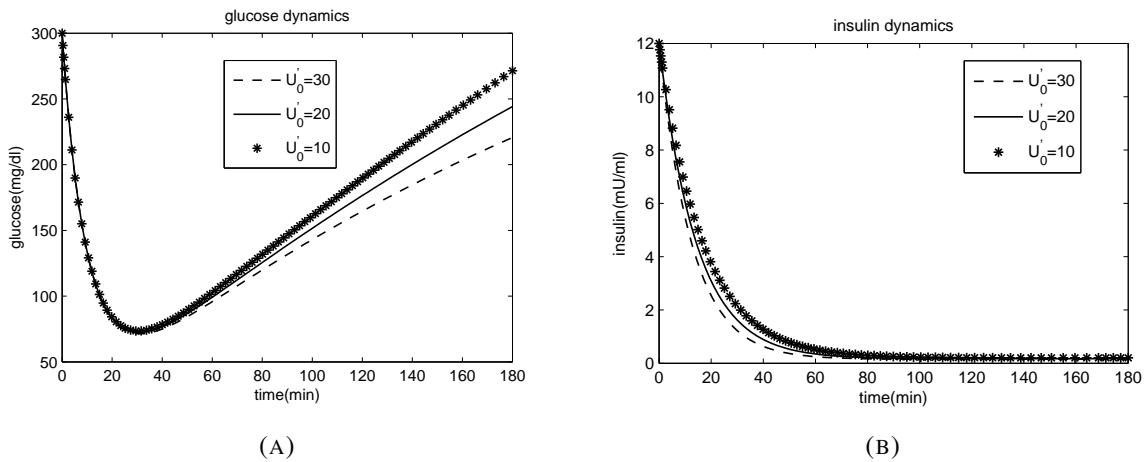 glucose dynamics
300
250
200
150
100
50
glucose(mg/dl)
U'0=30
U'0=20
U'0=10
0 20 40 60 80 100 120 140 160 180
time(min)
(A)
insulin dynamics
12
10
8
6
4
2
0
insulin(mU/ml)
U'0=30
U'0=20
U'0=10
0 20 40 60 80 100 120 140 160 180
time(min)
(B)